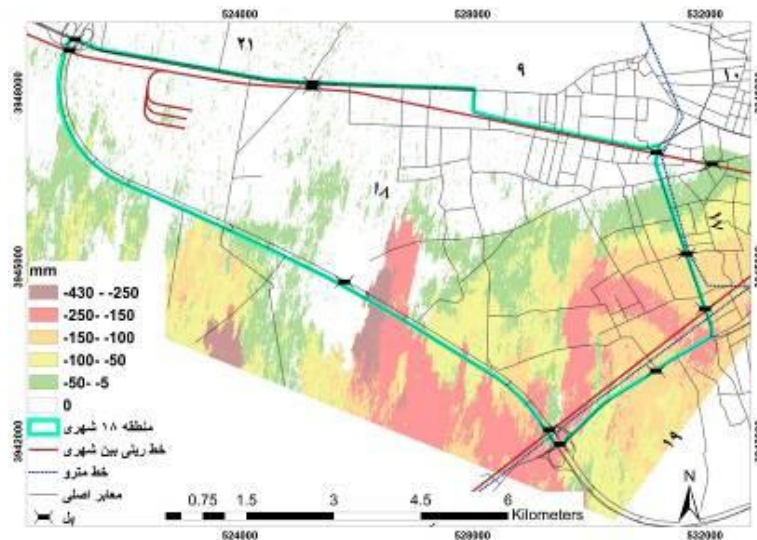 524000 528000 532000
۲۱
۹
۱۰
3948000
۱۸
۱۷
3945000
mm
-430 - -250
-250 - -150
-150 - -100
-100 - -50
-50 - -5
0
منطقه ۱۸ شهری
خط ریلی بین شهری
خط مترو
معابر اصلی
پل
3942000
۱۹
N
0.75 1.5 3 4.5 6
Kilometers
524000 528000 532000